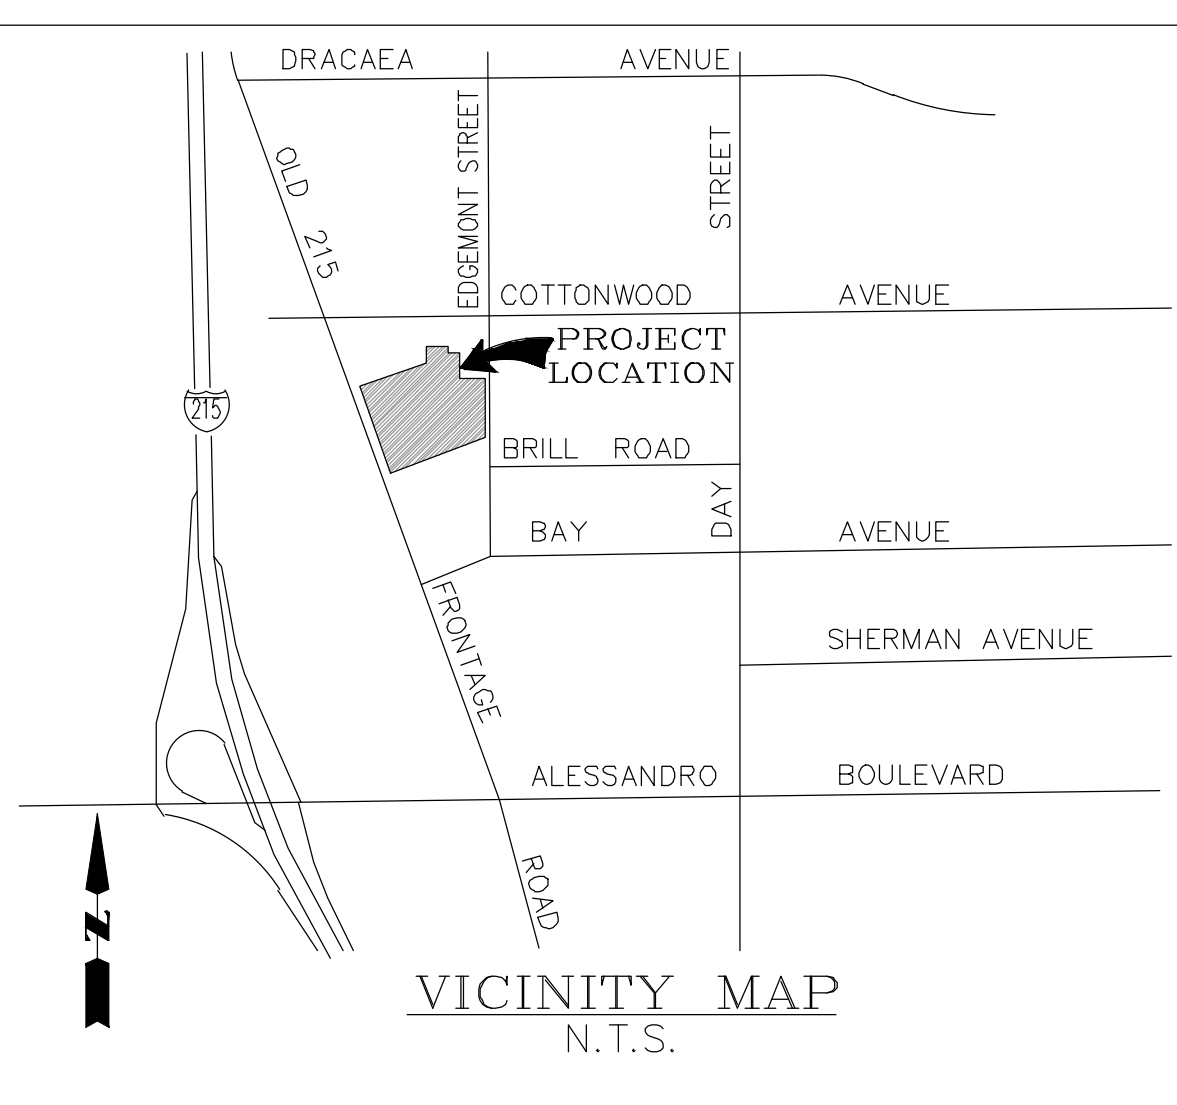 DRACAEA AVENUE
EDGEMONT STREET
DAY STREET
OLD 215 FRONTAGE ROAD
COTTONWOOD AVENUE
PROJECT
LOCATION
215
BRILL ROAD
BAY AVENUE
SHERMAN AVENUE
ALESSANDRO BOULEVARD
N
VICINITY MAP
N.T.S.